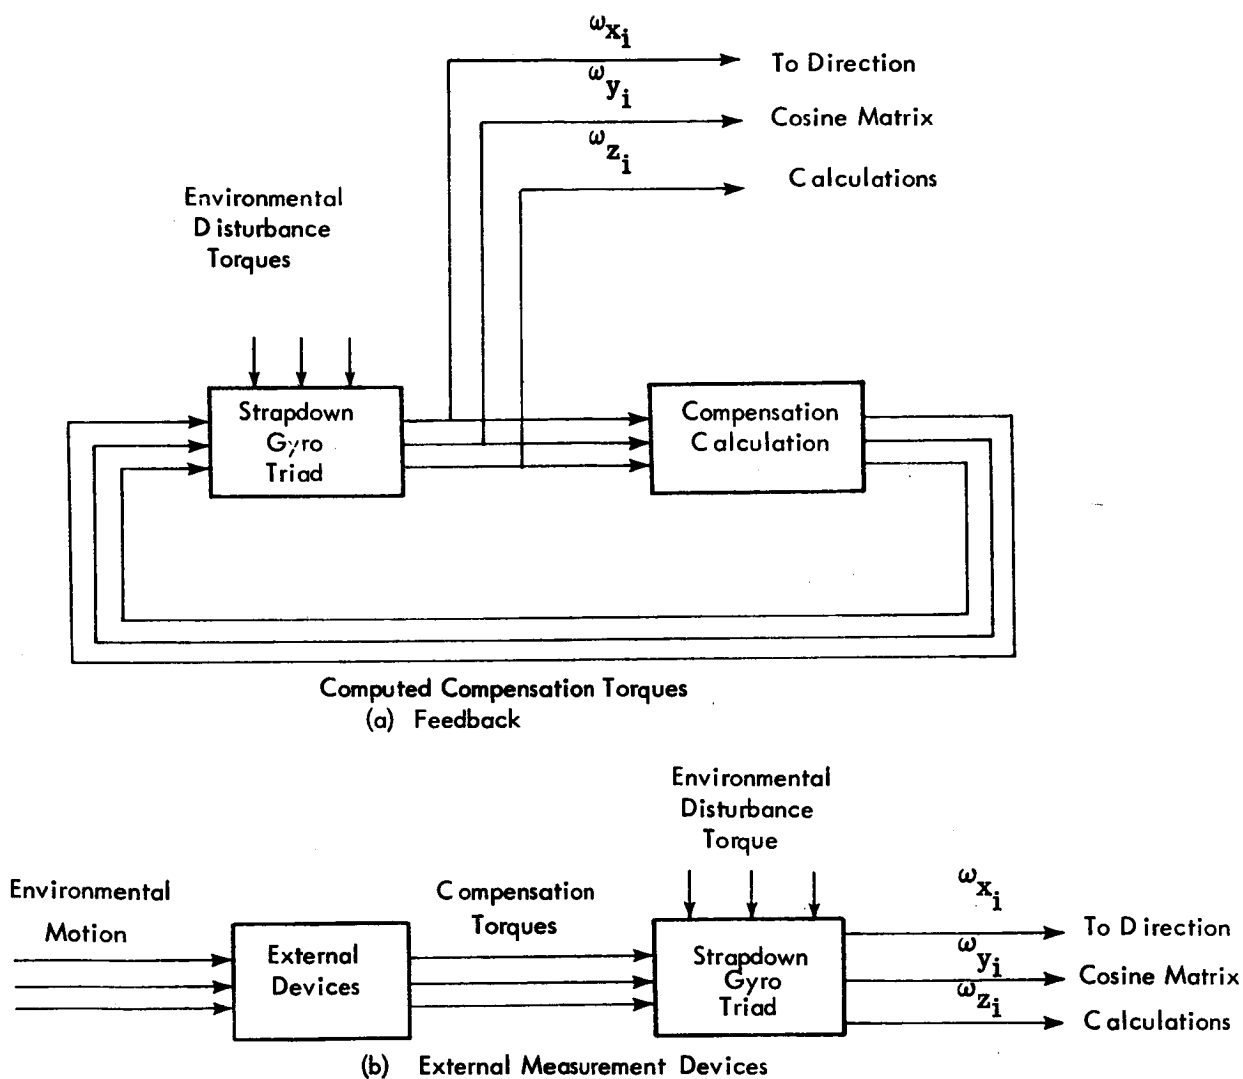 ωxi
To Direction
ωyi
Cosine Matrix
ωzi
Calculations
Environmental
Disturbance
Torques
Strapdown
Gyro
Triad
Compensation
Calculation
Computed Compensation Torques
(a) Feedback
Environmental
Disturbance
Torque
Environmental
Motion
External
Devices
Compensation
Torques
Strapdown
Gyro
Triad
ωxi
To Direction
ωyi
Cosine Matrix
ωzi
Calculations
(b) External Measurement Devices